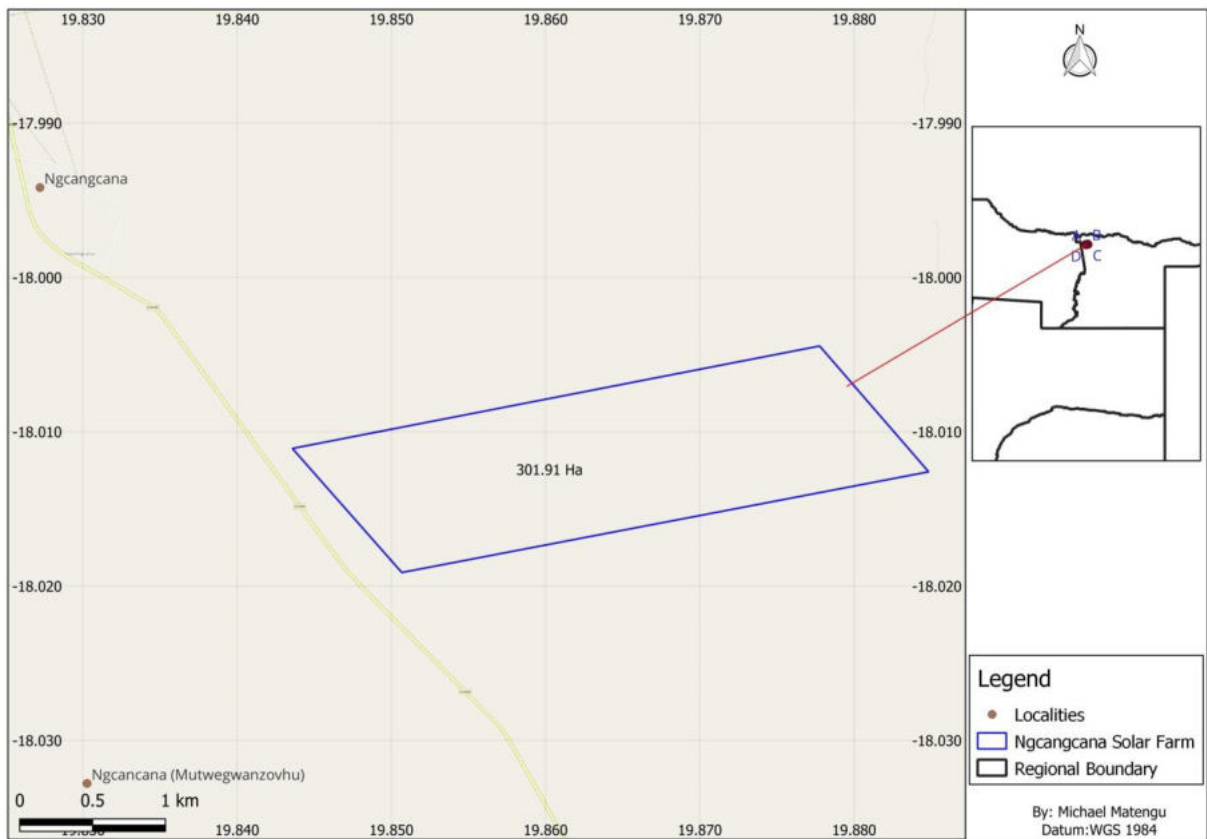 19.830 19.840 19.850 19.860 19.870 19.880
N
-17.990 -17.990
Ngcangcana
A B
D C
-18.000 -18.000
-18.010 -18.010
301.91 Ha
-18.020 -18.020
Legend
Localities
Ngcangcana Solar Farm
Regional Boundary
-18.030 -18.030
Ngcancana (Mutwegwanzovhu)
0 0.5 1 km
19.830 19.840 19.850 19.860 19.870 19.880
By: Michael Matengu
Datum:WGS 1984